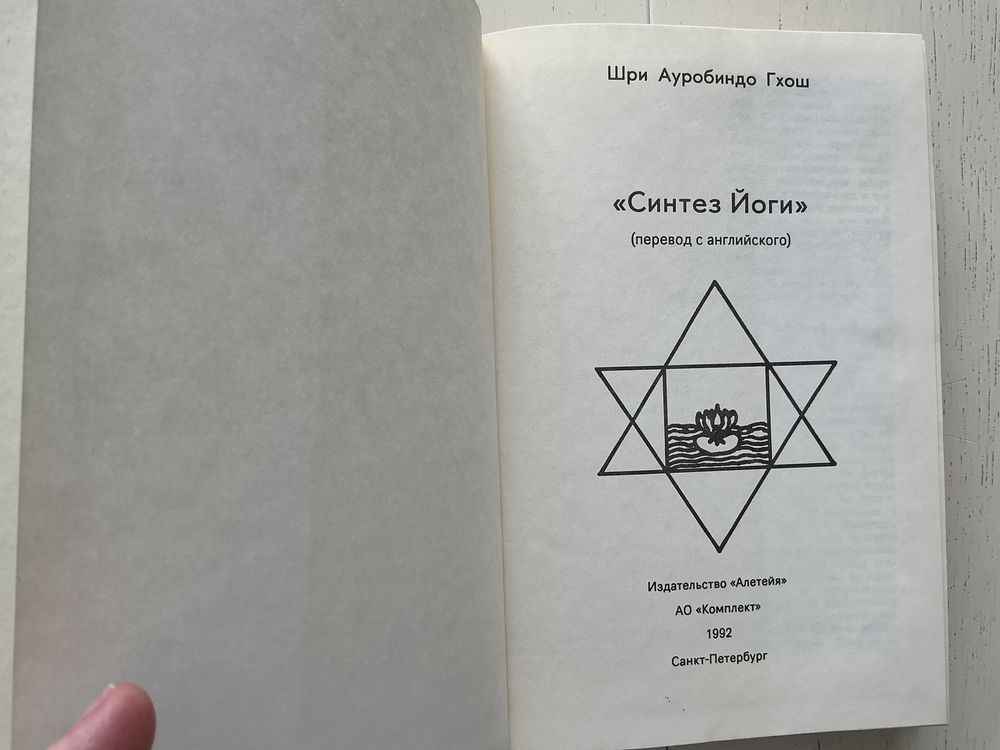 Шри Ауробиндо Гхош
«Синтез Йоги»
(перевод с английского)
Издательство «Алетейя»
АО «Комплект»
1992
Санкт-Петербург